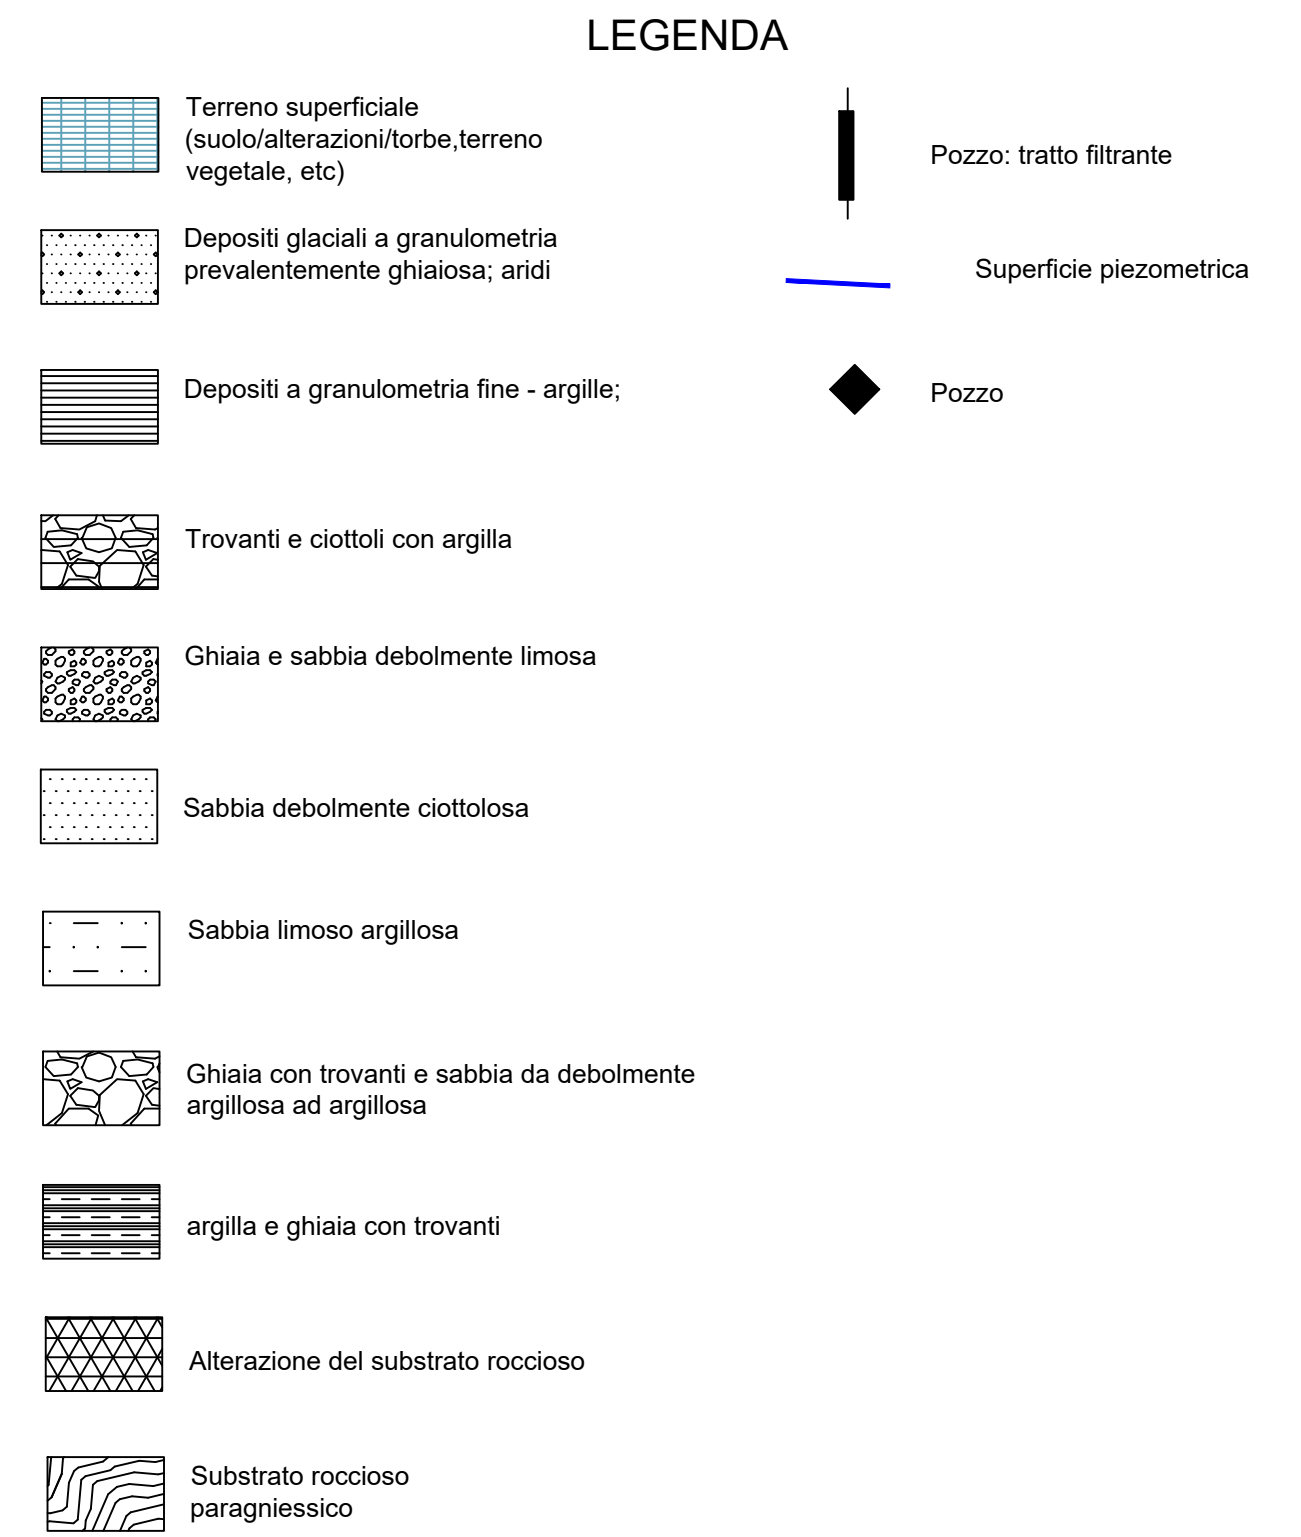 LEGENDA
Terreno superficiale
(suolo/alterazioni/torbe,terreno
vegetale, etc)
Depositi glaciali a granulometria
prevalentemente ghiaiosa; aridi
Depositi a granulometria fine - argille;
Trovanti e ciottoli con argilla
Ghiaia e sabbia debolmente limosa
Sabbia debolmente ciottolosa
Sabbia limoso argillosa
Ghiaia con trovanti e sabbia da debolmente
argillosa ad argillosa
argilla e ghiaia con trovanti
Alterazione del substrato roccioso
Substrato roccioso
paragniessico
Pozzo: tratto filtrante
Superficie piezometrica
Pozzo